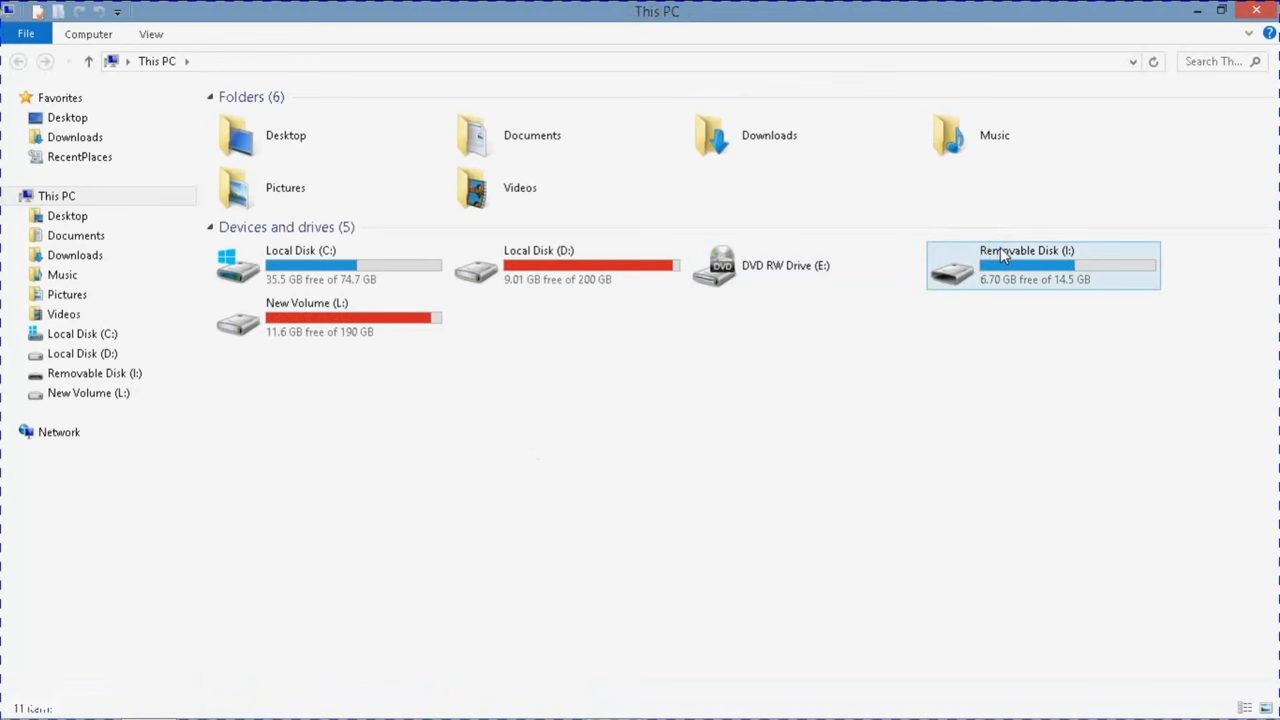 This PC
File
Computer
View
This PC
Search Th...
Favorites
Desktop
Downloads
RecentPlaces
This PC
Desktop
Documents
Downloads
Music
Pictures
Videos
Local Disk (C:)
Local Disk (D:)
Removable Disk (I:)
New Volume (L:)
Network
Folders (6)
Desktop
Documents
Downloads
Music
Pictures
Videos
Devices and drives (5)
Local Disk (C:)
35.5 GB free of 74.7 GB
Local Disk (D:)
9.01 GB free of 200 GB
DVD
DVD RW Drive (E:)
Removable Disk (I:)
6.70 GB free of 14.5 GB
New Volume (L:)
11.6 GB free of 190 GB
11 items